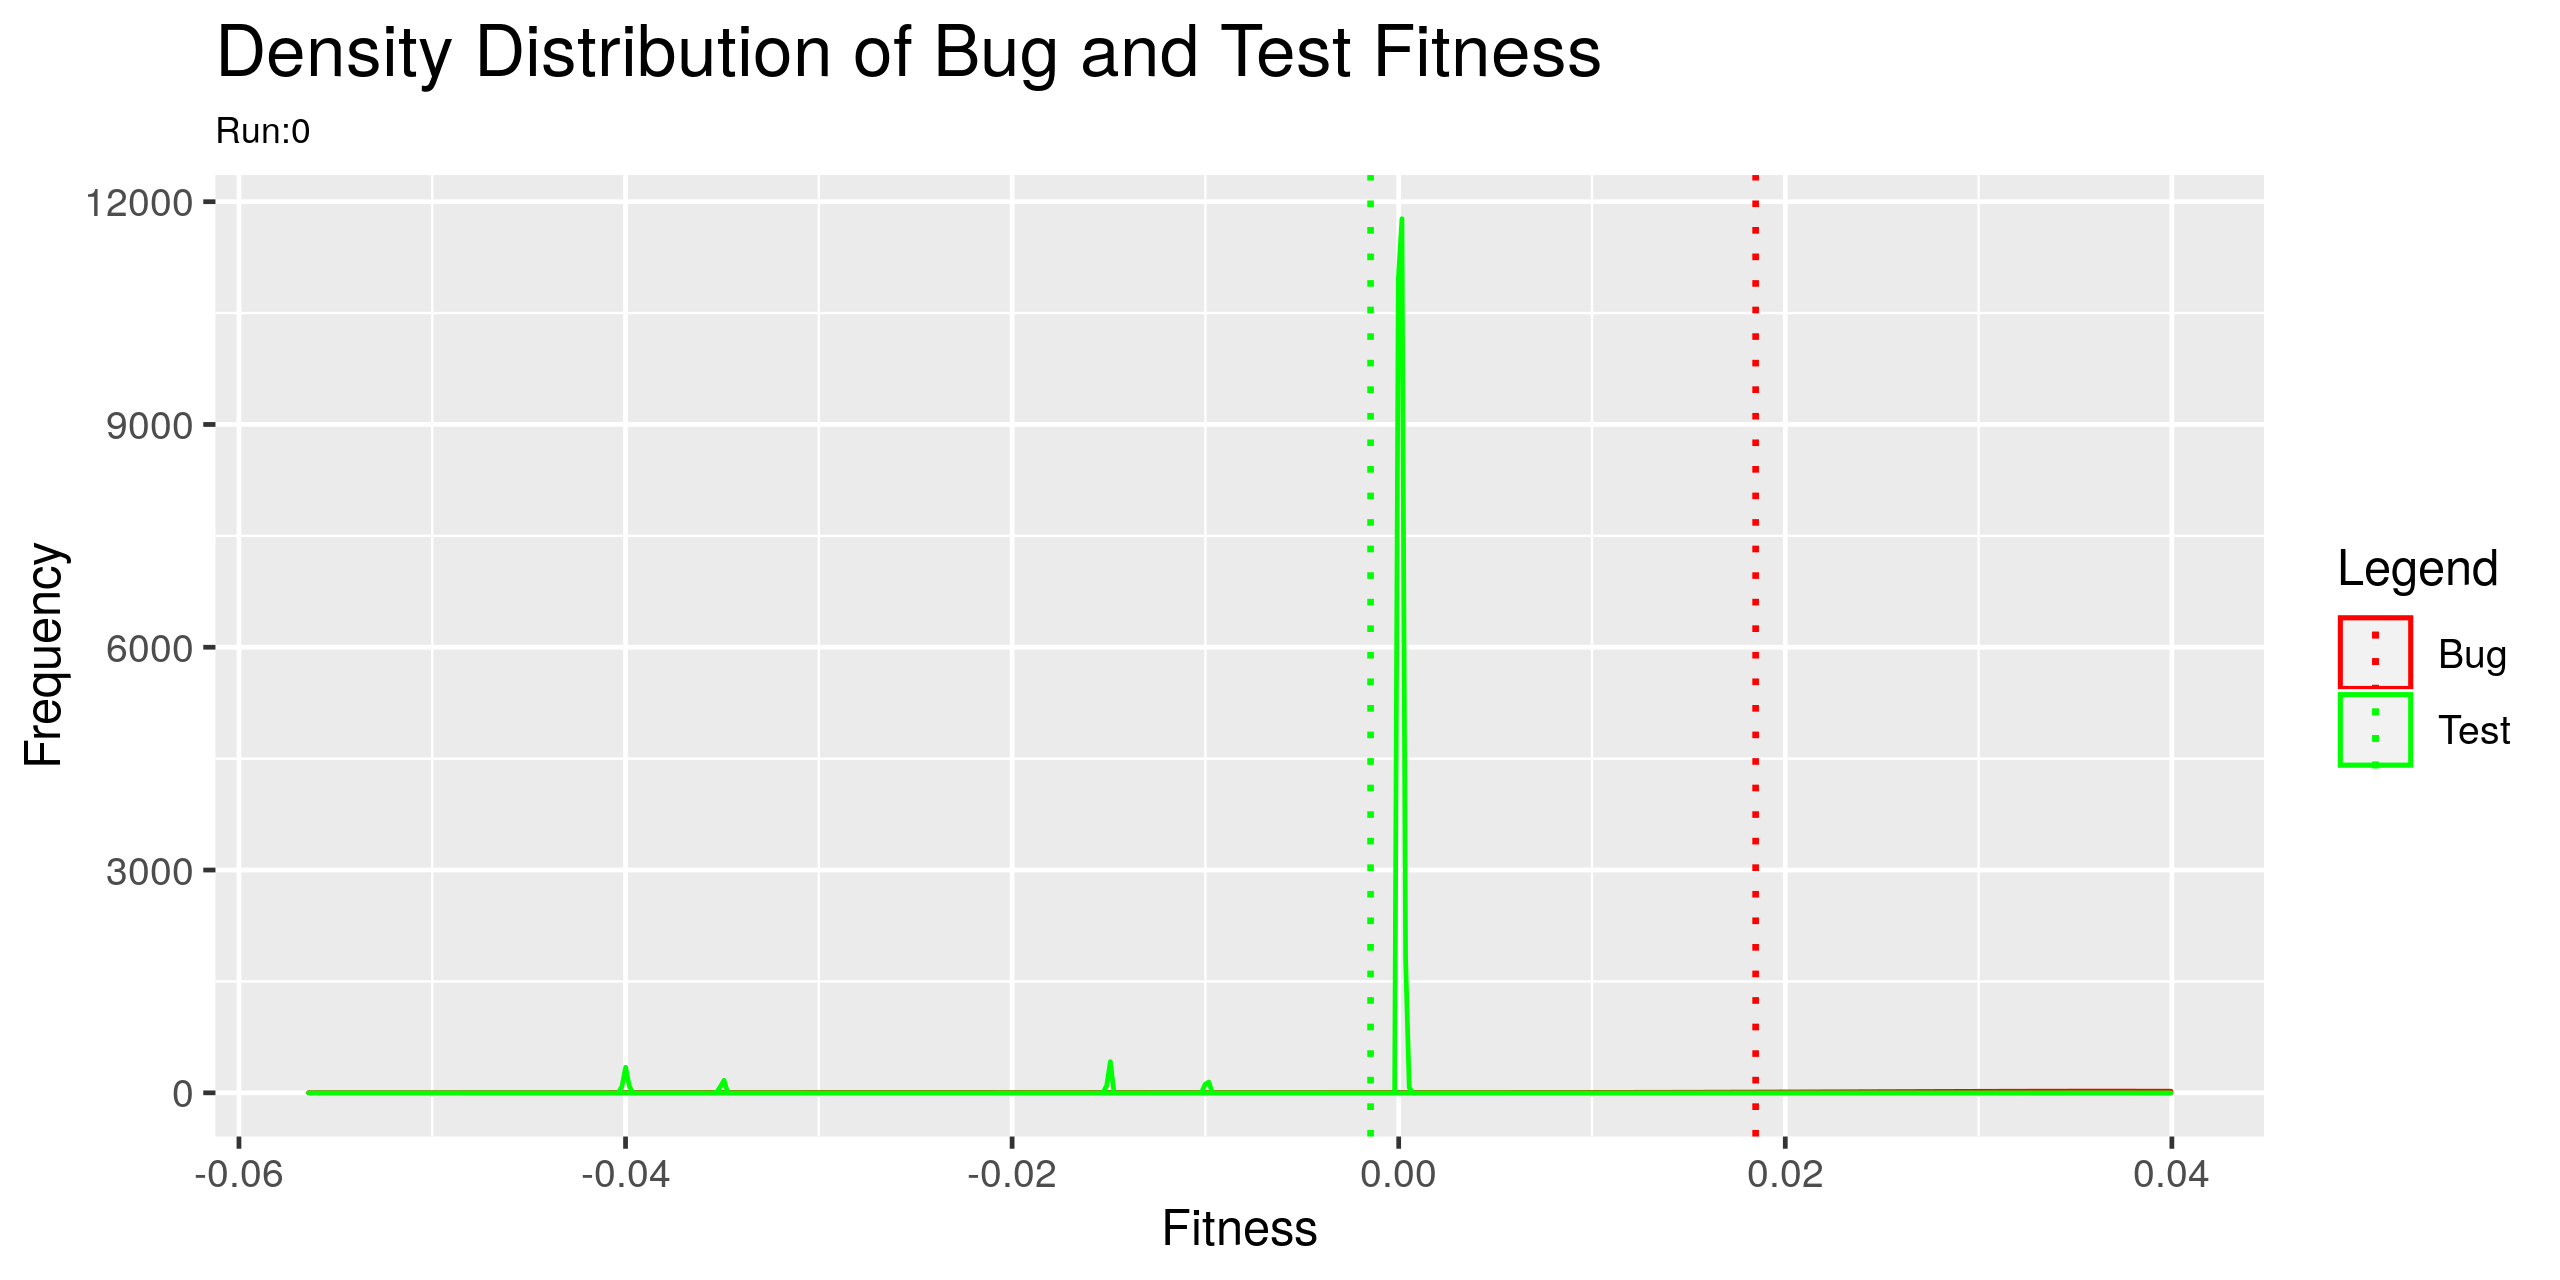 Density Distribution of Bug and Test Fitness
Run:0
12000
9000
6000
3000
0
Frequency
-0.06
-0.04
-0.02
0.00
0.02
0.04
Fitness
Legend
Bug
Test